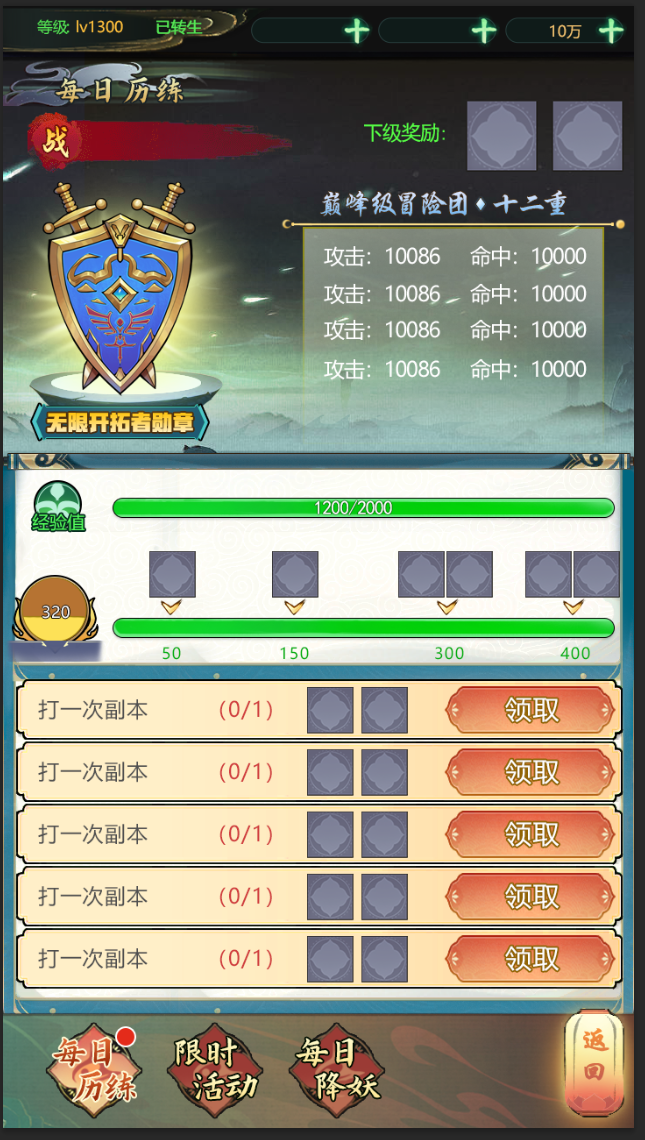 等级 lv1300 已转生 10万
每日历练
战 下级奖励:
巅峰级冒险团♦十二重
攻击: 10086 命中: 10000
攻击: 10086 命中: 10000
攻击: 10086 命中: 10000
攻击: 10086 命中: 10000
无限开拓者勋章
经验值 1200/2000
320
50 150 300 400
打一次副本 (0/1) 领取
打一次副本 (0/1) 领取
打一次副本 (0/1) 领取
打一次副本 (0/1) 领取
打一次副本 (0/1) 领取
每日历练
限时活动
每日降妖
返回